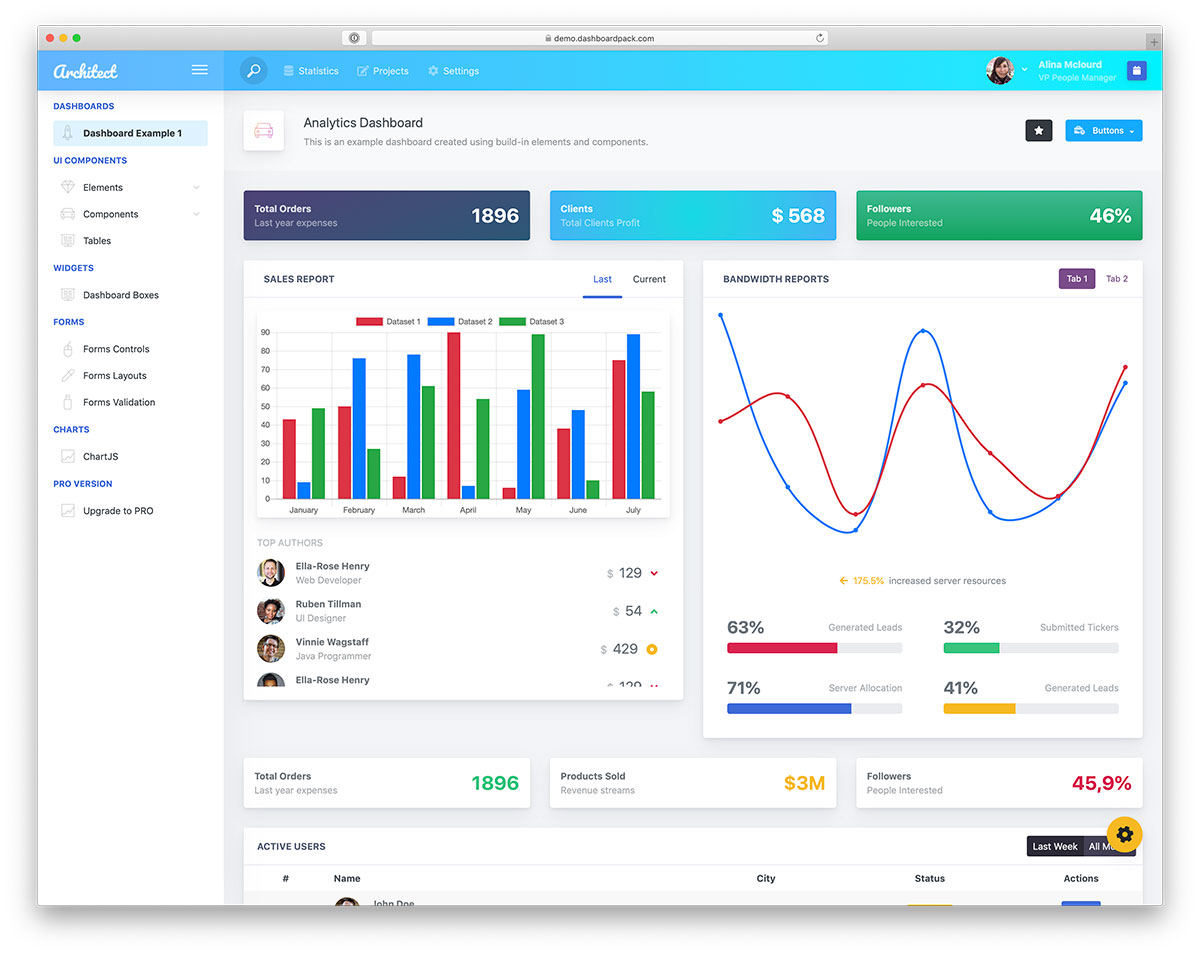 demo.dashboardpack.com
Architect
Statistics
Projects
Settings
Alina Mclourd
VP People Manager
DASHBOARDS
Dashboard Example 1
UI COMPONENTS
Elements
Components
Tables
WIDGETS
Dashboard Boxes
FORMS
Forms Controls
Forms Layouts
Forms Validation
CHARTS
ChartJS
PRO VERSION
Upgrade to PRO
Analytics Dashboard
This is an example dashboard created using build-in elements and components.
Buttons
Total Orders
Last year expenses
1896
Clients
Total Clients Profit
$ 568
Followers
People Interested
46%
SALES REPORT
Last
Current
Dataset 1
Dataset 2
Dataset 3
90
80
70
60
50
40
30
20
10
0
January
February
March
April
May
June
July
TOP AUTHORS
Ella-Rose Henry
Web Developer
$ 129
Ruben Tillman
UI Designer
$ 54
Vinnie Wagstaff
Java Programmer
$ 429
Ella-Rose Henry
$ 129
BANDWIDTH REPORTS
Tab 1
Tab 2
175.5% increased server resources
63%
Generated Leads
32%
Submitted Tickers
71%
Server Allocation
41%
Generated Leads
Total Orders
Last year expenses
1896
Products Sold
Revenue streams
$3M
Followers
People Interested
45,9%
ACTIVE USERS
Last Week
All
# Name City Status Actions
John Doe